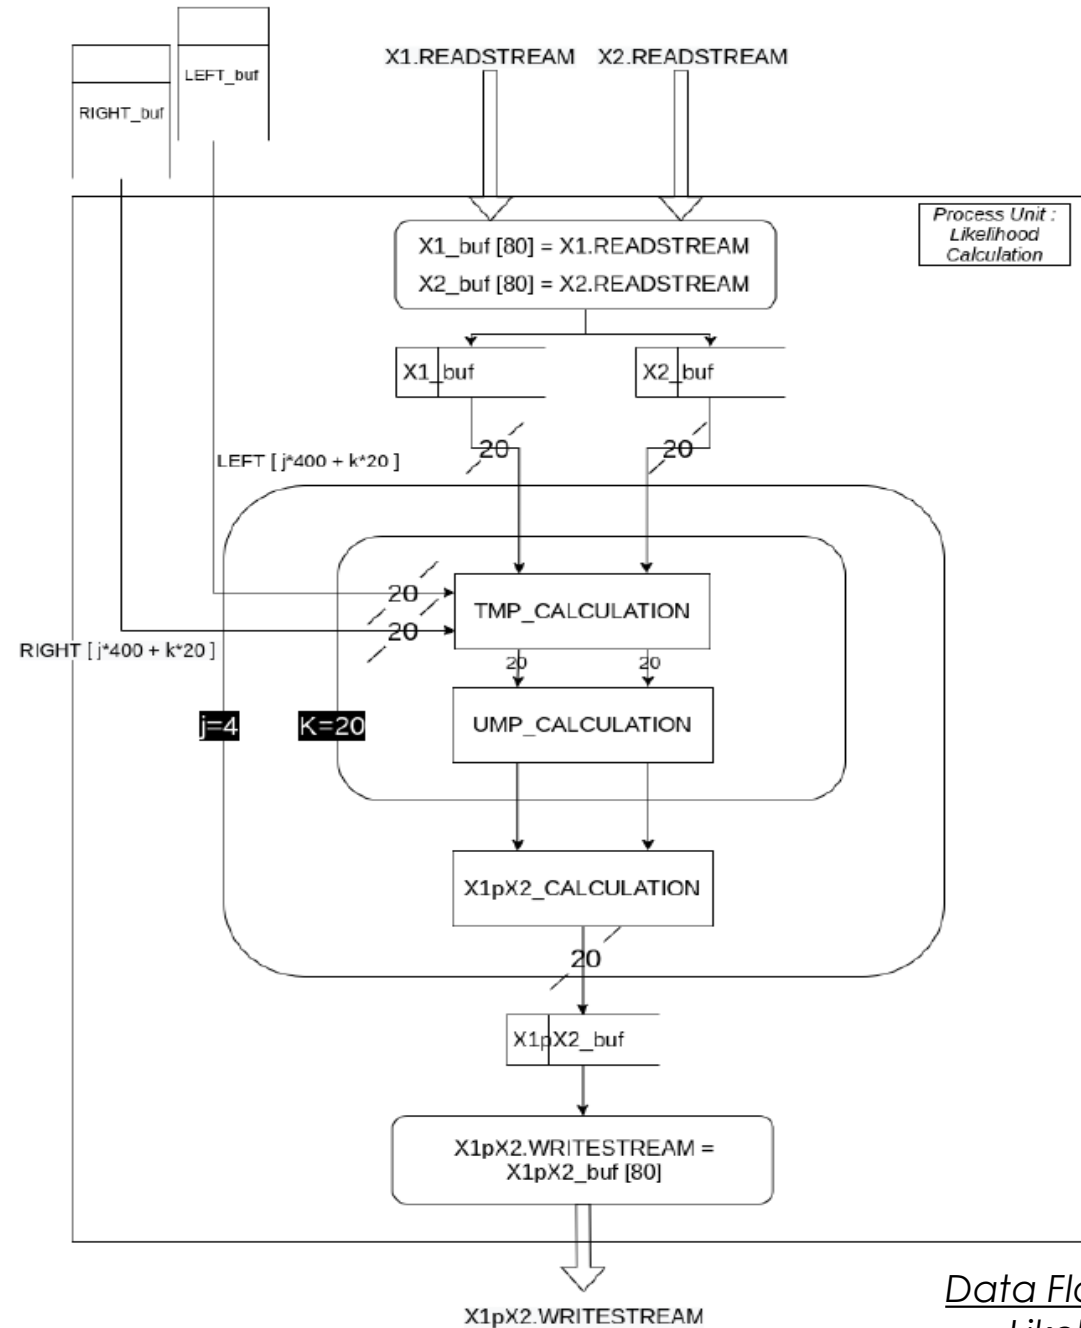 LEFT_buf
RIGHT_buf
X1.READSTREAM
X2.READSTREAM
Process Unit :
Likelihood
Calculation
X1_buf [80] = X1.READSTREAM
X2_buf [80] = X2.READSTREAM
X1_buf
X2_buf
20
20
LEFT [ j*400 + k*20 ]
20
TMP_CALCULATION
20
RIGHT [ j*400 + k*20 ]
20
20
j=4
K=20
UMP_CALCULATION
X1pX2_CALCULATION
20
X1pX2_buf
X1pX2.WRITESTREAM =
X1pX2_buf [80]
Data Flo
X1pX2.WRITESTREAM